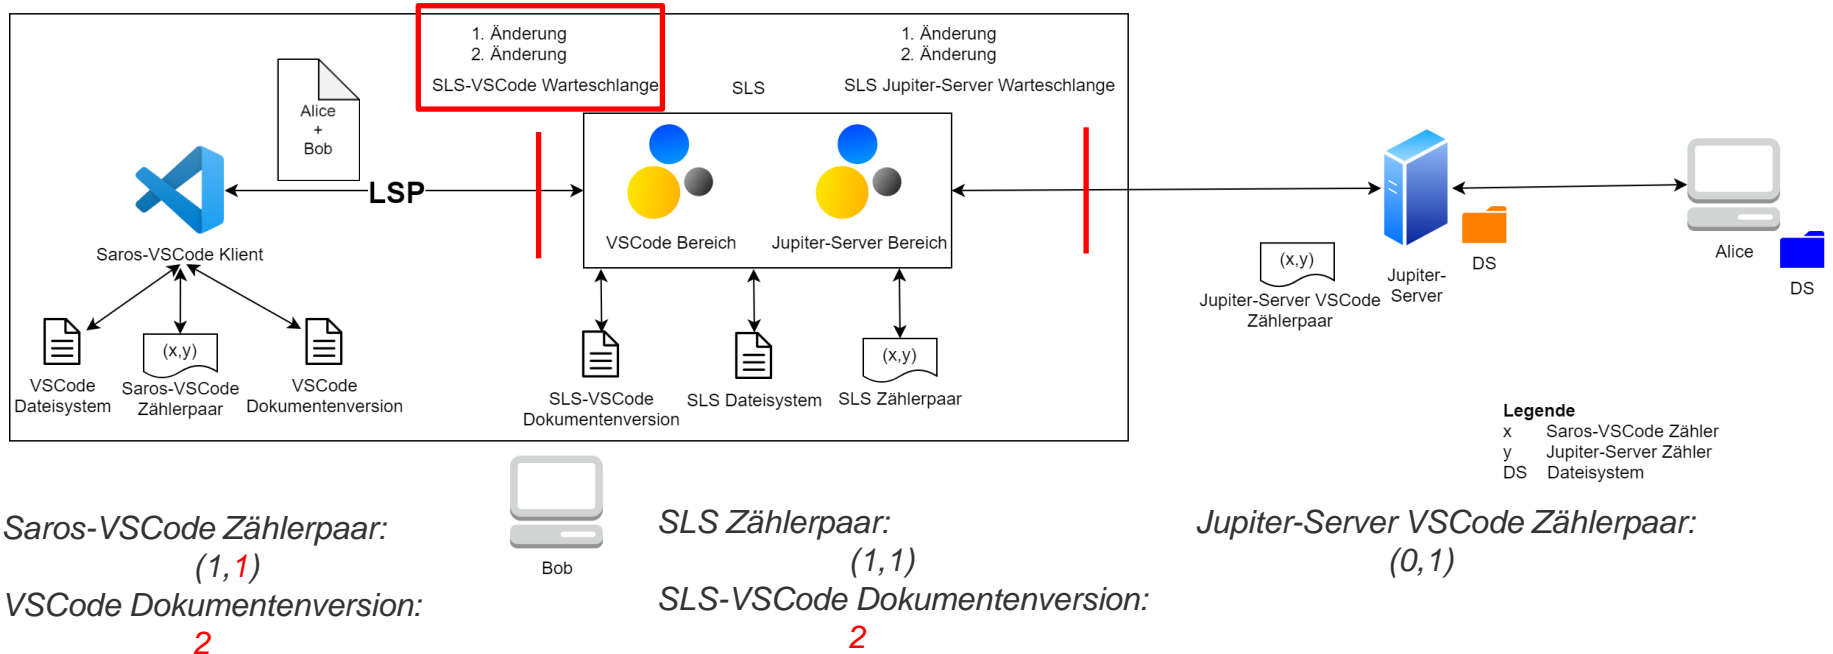 1. Änderung
2. Änderung
SLS-VSCode Warteschlange
SLS
1. Änderung
2. Änderung
SLS Jupiter-Server Warteschlange
Alice
+
Bob
LSP
Saros-VSCode Klient
VSCode Bereich
Jupiter-Server Bereich
(x,y)
Jupiter-Server VSCode
Zählerpaar
Jupiter-
Server
DS
Alice
DS
VSCode
Dateisystem
(x,y)
Saros-VSCode
Zählerpaar
VSCode
Dokumentenversion
SLS-VSCode
Dokumentenversion
SLS Dateisystem
(x,y)
SLS Zählerpaar
Legende
x Saros-VSCode Zähler
y Jupiter-Server Zähler
DS Dateisystem
Bob
Saros-VSCode Zählerpaar:
(1,1)
VSCode Dokumentenversion:
2
SLS Zählerpaar:
(1,1)
SLS-VSCode Dokumentenversion:
2
Jupiter-Server VSCode Zählerpaar:
(0,1)